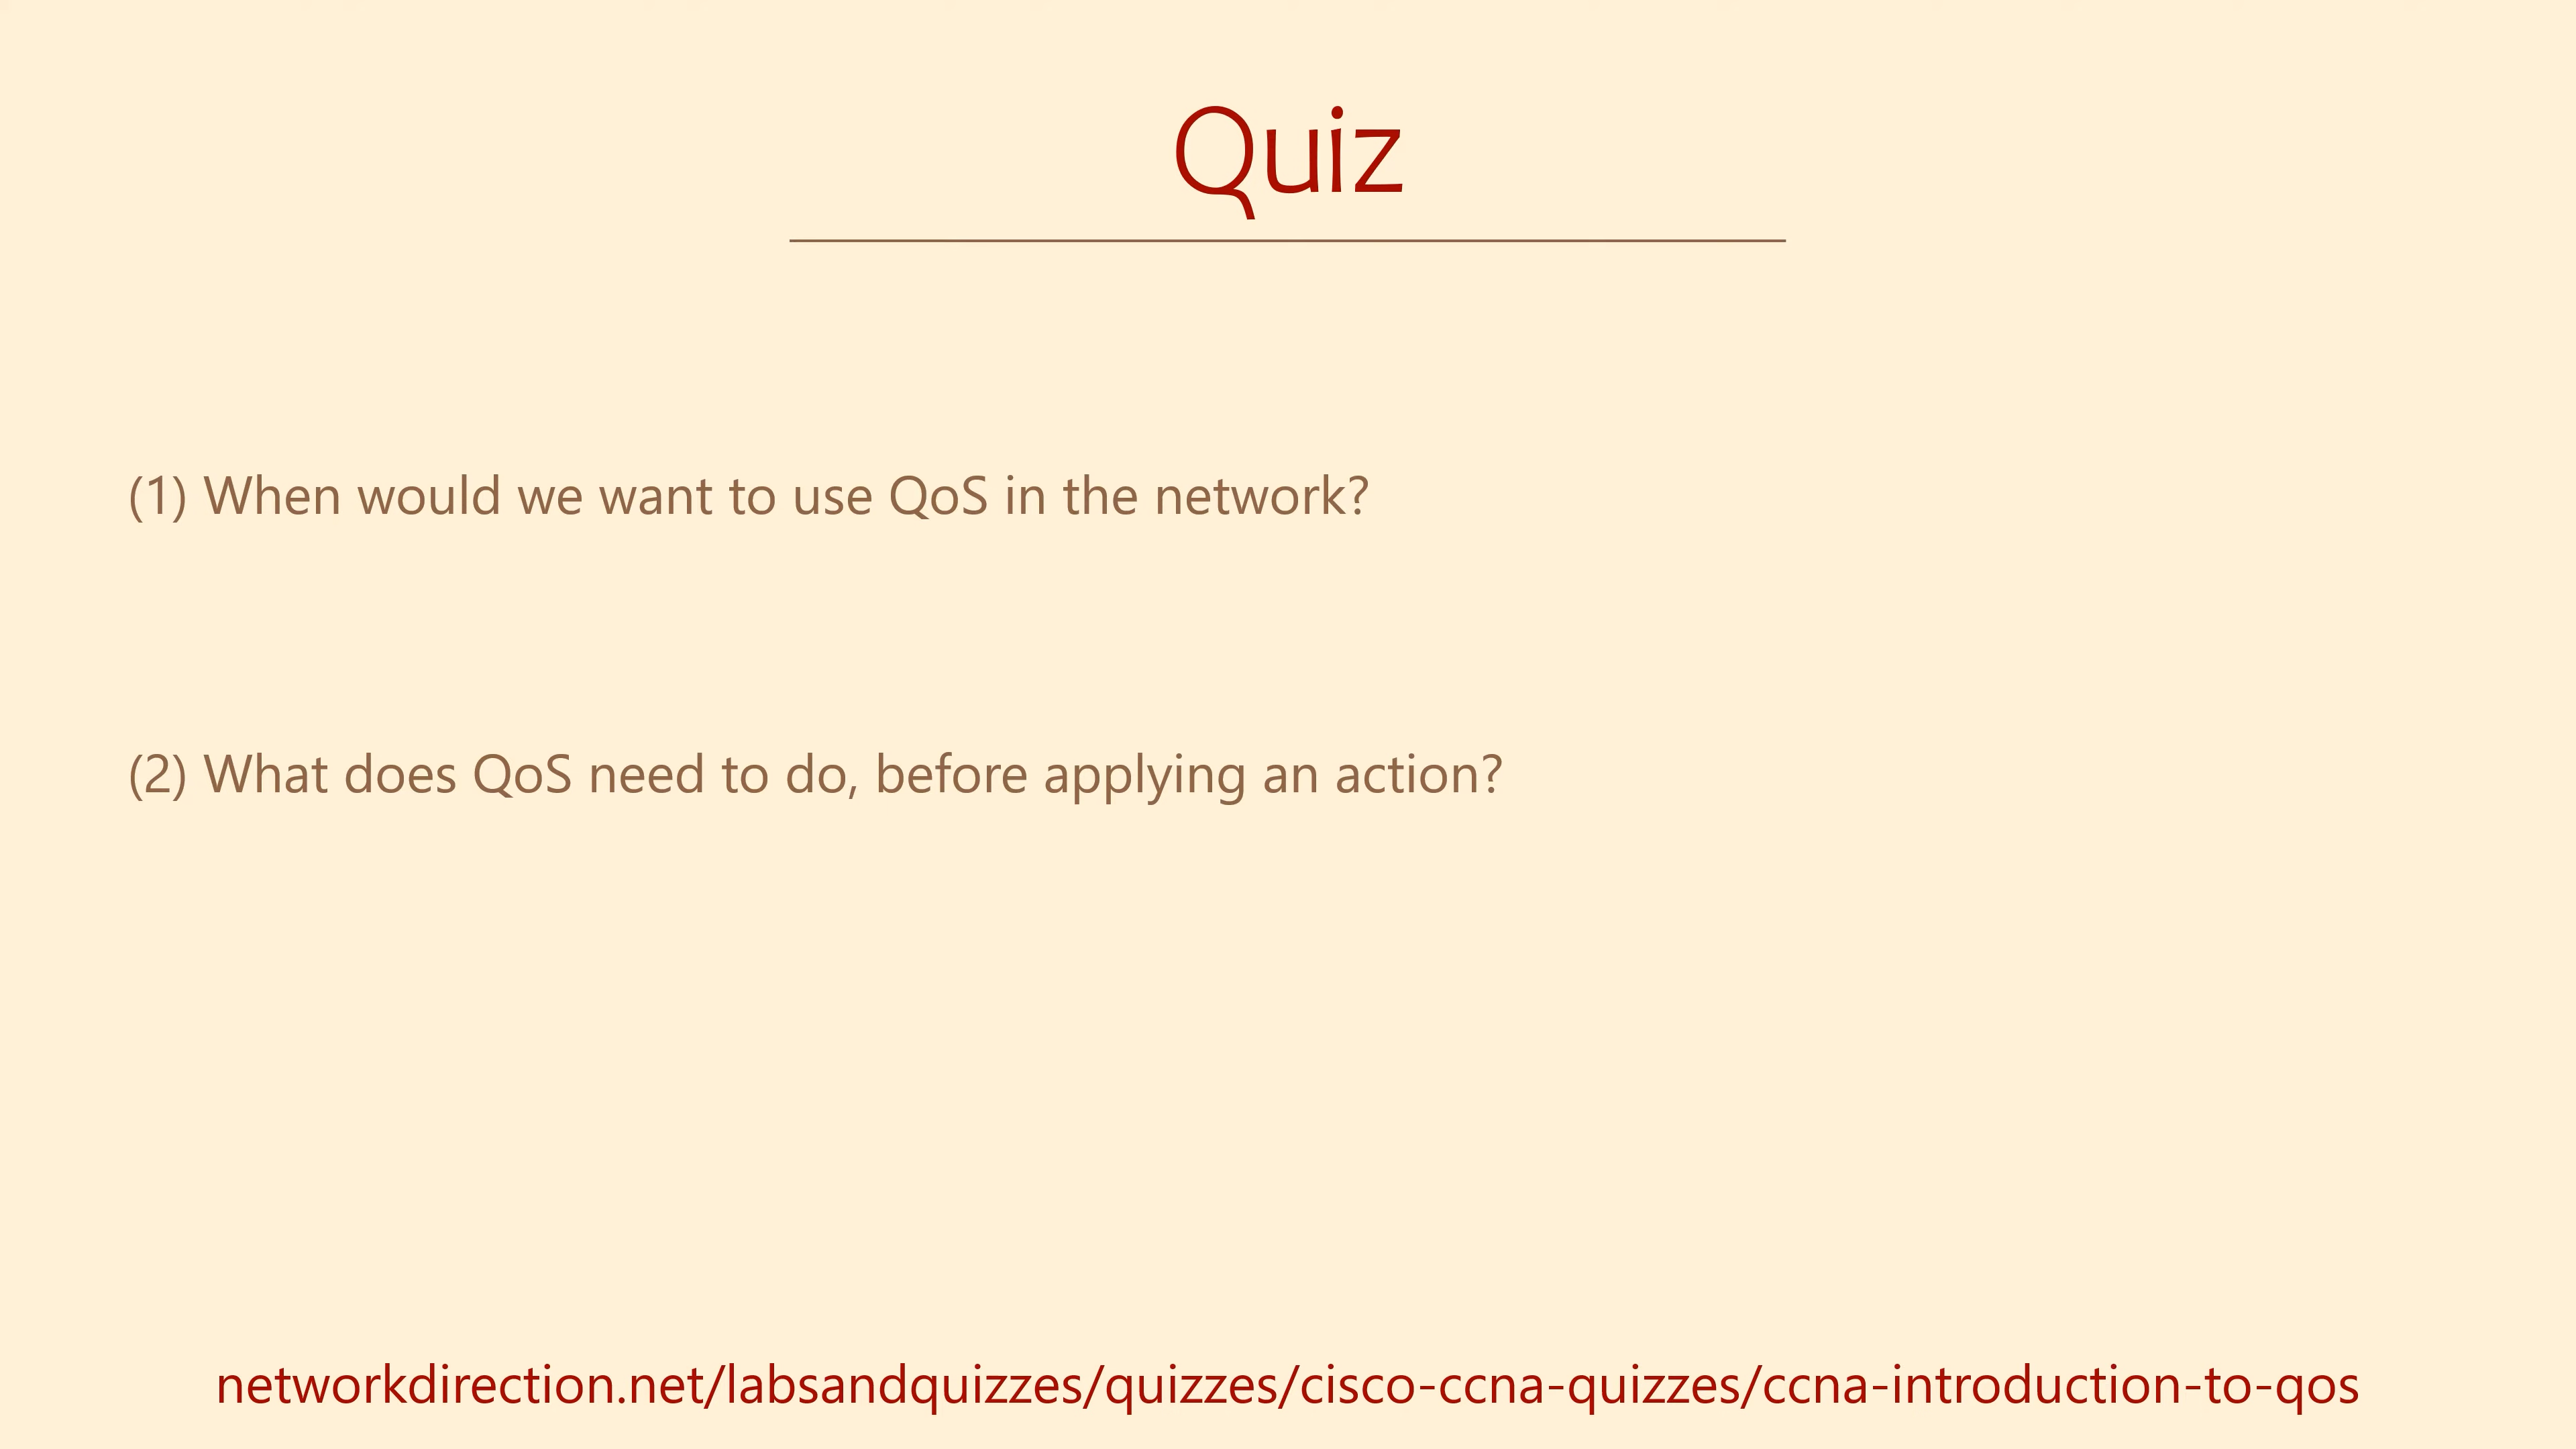 Quiz
(1) When would we want to use QoS in the network?
(2) What does QoS need to do, before applying an action?
networkdirection.net/labsandquizzes/quizzes/cisco-ccna-quizzes/ccna-introduction-to-qos